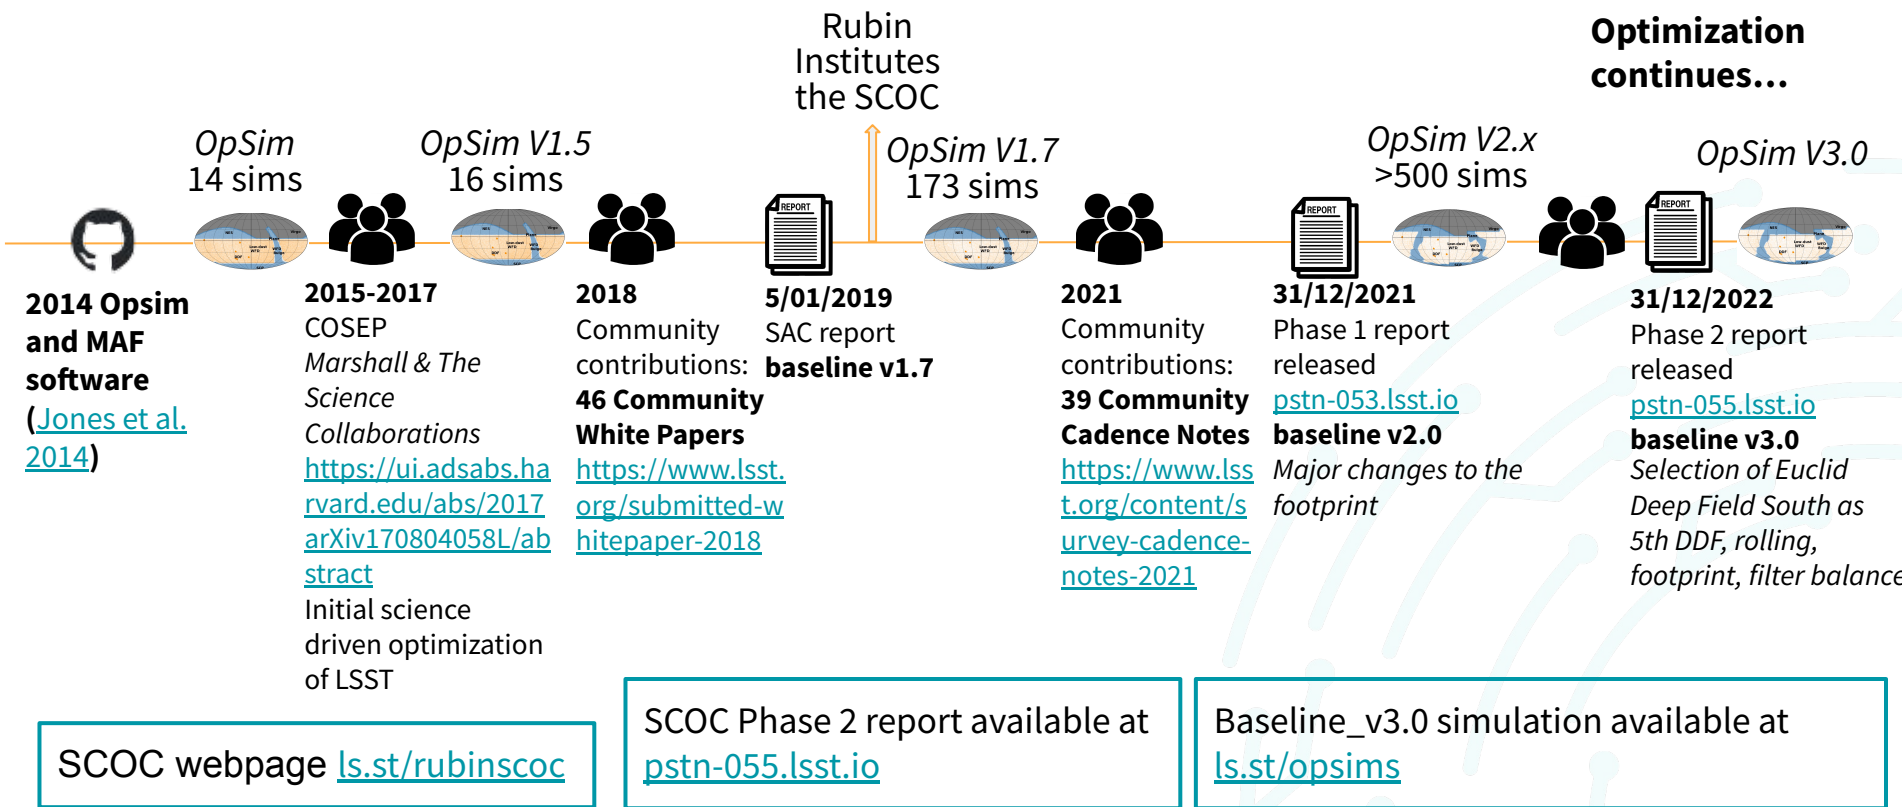 Rubin
Institutes
the SCOC
Optimization
continues...
OpSim
14 sims
OpSim V1.5
16 sims
OpSim V1.7
173 sims
OpSim V2.x
>500 sims
OpSim V3.0
REPORT
REPORT
REPORT
2014 Opsim
and MAF
software
(Jones et al.
2014)
2015-2017
COSEP
Marshall & The
Science
Collaborations
https://ui.adsabs.ha
rvard.edu/abs/2017
arXiv170804058L/ab
stract
Initial science
driven optimization
of LSST
2018
Community
contributions:
46 Community
White Papers
https://www.lsst.
org/submitted-w
hitepaper-2018
5/01/2019
SAC report
baseline v1.7
2021
Community
contributions:
39 Community
Cadence Notes
https://www.lss
t.org/content/s
urvey-cadence-
notes-2021
31/12/2021
Phase 1 report
released
pstn-053.lsst.io
baseline v2.0
Major changes to the
footprint
31/12/2022
Phase 2 report
released
pstn-055.lsst.io
baseline v3.0
Selection of Euclid
Deep Field South as
5th DDF, rolling,
footprint, filter balance
SCOC webpage ls.st/rubinscoc
SCOC Phase 2 report available at
pstn-055.lsst.io
Baseline_v3.0 simulation available at
ls.st/opsims